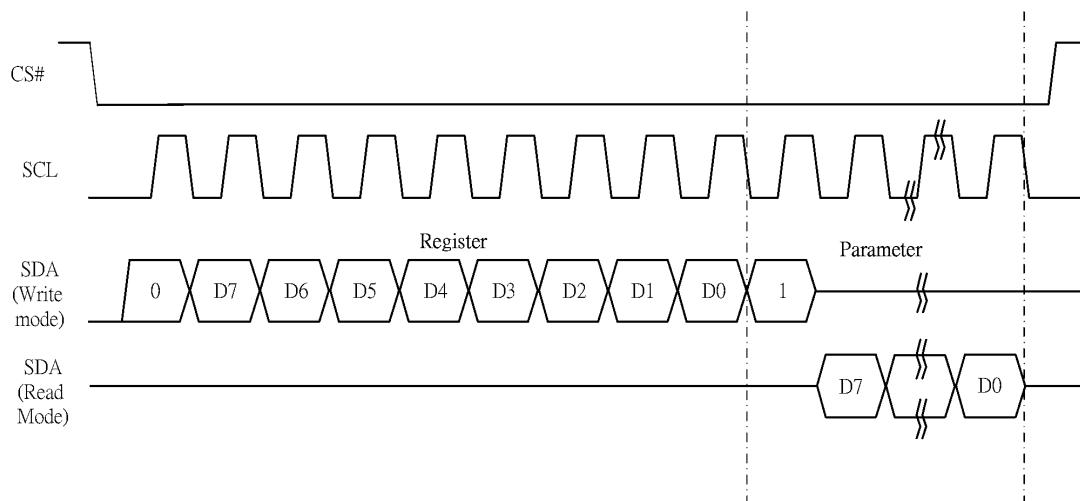 CS#
SCL
Register
Parameter
SDA
(Write
mode)
0 D7 D6 D5 D4 D3 D2 D1 D0 1
SDA
(Read
Mode)
D7 D0